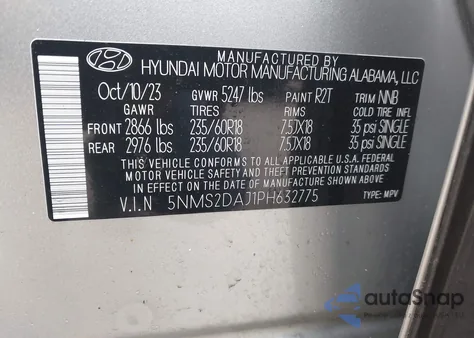 MANUFACTURED BY
HYUNDAI MOTOR MANUFACTURING ALABAMA, LLC
Oct/10/23 GVWR 5247 lbs PAINT R2T TRIM NNB
GAWR TIRES RIMS COLD TIRE INFL
FRONT 2866 lbs 235/60R18 7.5JX18 35 psi SINGLE
REAR 2976 lbs 235/60R18 7.5JX18 35 psi SINGLE
THIS VEHICLE CONFORMS TO ALL APPLICABLE U.S.A FEDERAL
MOTOR VEHICLE SAFETY AND THEFT PREVENTION STANDARDS
IN EFFECT ON THE DATE OF MANUFACTURE SHOWN ABOVE.
V.I.N 5NMS2DAJ1PH632775 TYPE: MPV
autoSnap